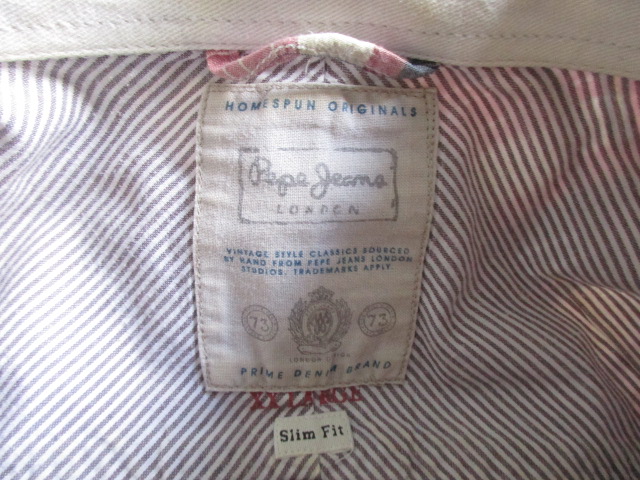 HOMESPUN ORIGINALS
Pepe Jeans
LONDON
VINTAGE STYLE CLASSICS SOURCED
BY HAND FROM PEPE JEANS LONDON
STUDIOS. TRADEMARKS APPLY.
73 73
LONDON
PRIME DENIM BRAND
XXLARGE
Slim Fit